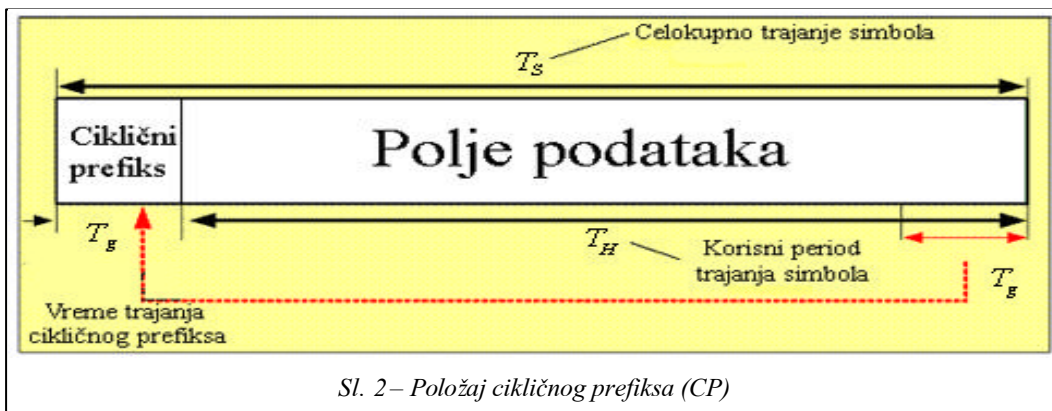 Celokupno trajanje simbola
T_S
Ciklični
prefiks
Polje podataka
T_g
T_H
Korisni period
trajanja simbola
T_g
Vreme trajanja
cikličnog prefiksa
Sl. 2 – Položaj cikličnog prefiksa (CP)